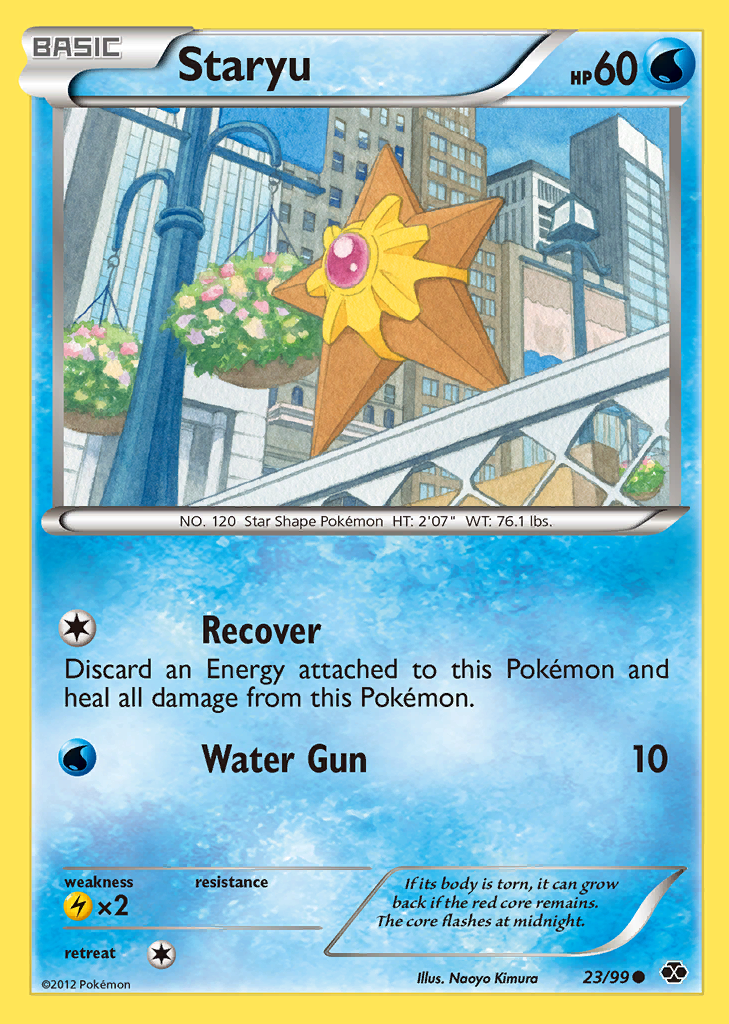 BASIC
Staryu
HP60
NO. 120 Star Shape Pokémon HT: 2'07" WT: 76.1 lbs.
Recover
Discard an Energy attached to this Pokémon and
heal all damage from this Pokémon.
Water Gun 10
weakness resistance
×2
If its body is torn, it can grow
back if the red core remains.
The core flashes at midnight.
retreat
©2012 Pokémon
Illus. Naoyo Kimura
23/99